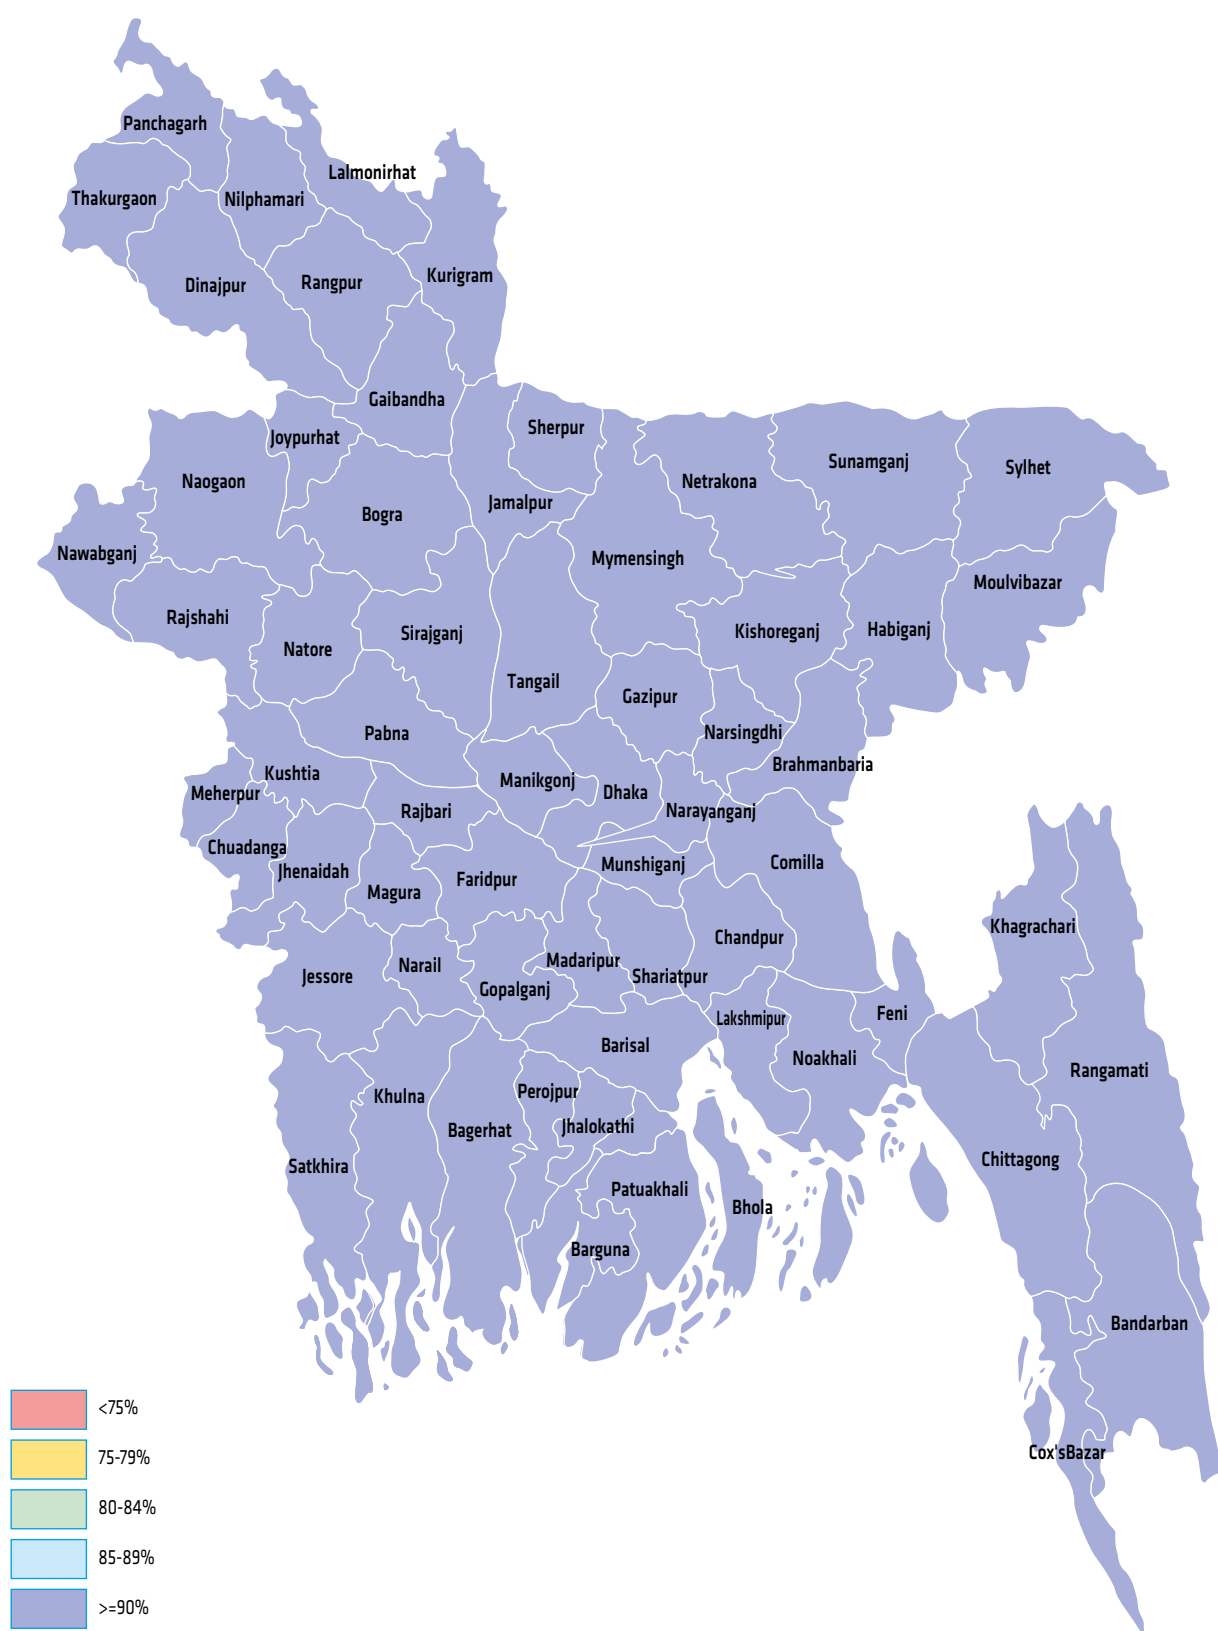 Panchagarh
Lalmonirhat
Thakurgaon
Nilphamari
Kurigram
Dinajpur
Rangpur
Gaibandha
Sherpur
Joypurhat
Sunamganj
Sylhet
Naogaon
Netrakona
Jamalpur
Bogra
Nawabganj
Mymensingh
Moulvibazar
Rajshahi
Sirajganj
Kishoreganj
Habiganj
Natore
Tangail
Gazipur
Pabna
Narsingdhi
Brahmanbaria
Kushtia
Manikgonj
Meherpur
Dhaka
Rajbari
Narayanganj
Chuadanga
Jhenaidah
Munshiganj
Comilla
Magura
Faridpur
Khagrachari
Chandpur
Madaripur
Narail
Jessore
Shariatpur
Gopalganj
Lakshmipur
Feni
Barisal
Noakhali
Rangamati
Perojpur
Khulna
Jhalokathi
Bagerhat
Chittagong
Satkhira
Patuakhali
Bhola
Barguna
Bandarban
Cox'sBazar
<75%
75-79%
80-84%
85-89%
>=90%